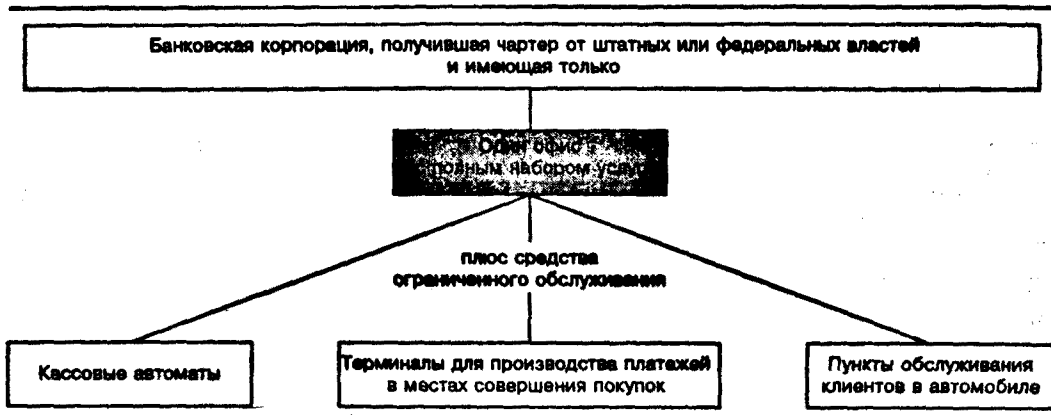 Банковская корпорация, получившая чартер от штатных или федеральных властей
и имеющая только
Один офис с
полным набором услуг
плюс средства
ограниченного обслуживания
Кассовые автоматы
Терминалы для производства платежей
в местах совершения покупок
Пункты обслуживания
клиентов в автомобиле